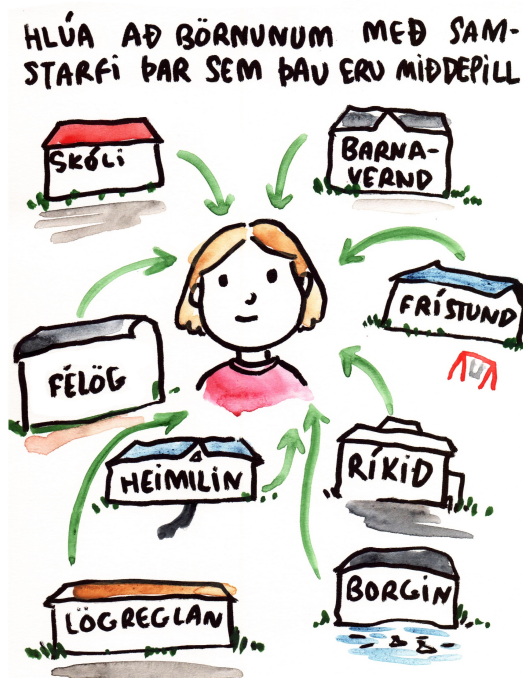 HLÚA AÐ BÖRNUNUM MEÐ SAM-
STARFI ÞAR SEM ÞAU ERU MIÐDEPILL
SKÓLI
BARNA-
VERND
FRÍSTUND
FÉLÖG
HEIMILIN
RÍKIÐ
LÖGREGLAN
BORGIN